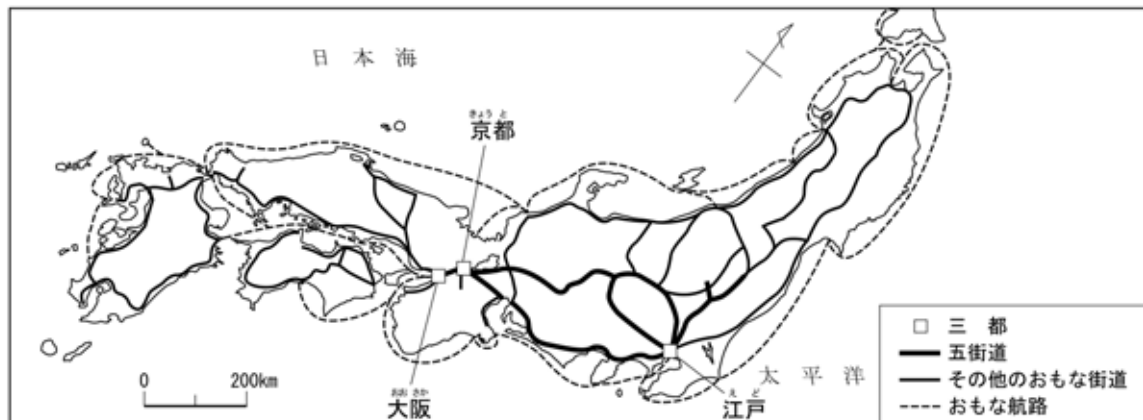 日本海
きょうと
京都
0 200km
おおさか
大阪
えど
江戸
太平洋
三都
五街道
その他のおもな街道
おもな航路